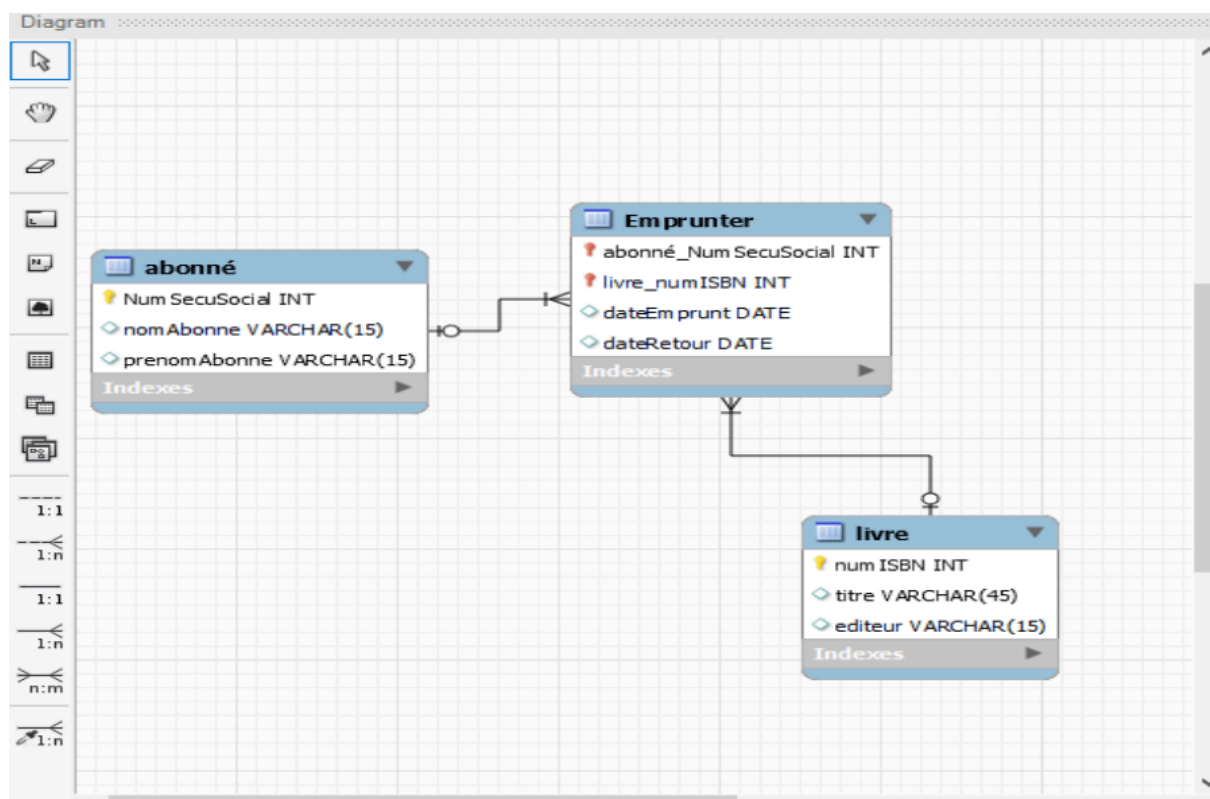 Diagram
abonné
NumSecuSocial INT
nomAbonne VARCHAR(15)
prenomAbonne VARCHAR(15)
Indexes
Emprunter
abonné_NumSecuSocial INT
livre_numISBN INT
dateEmprunt DATE
dateRetour DATE
Indexes
livre
numISBN INT
titre VARCHAR(45)
editeur VARCHAR(15)
Indexes
1:1
1:n
1:1
1:n
n:m
1:n